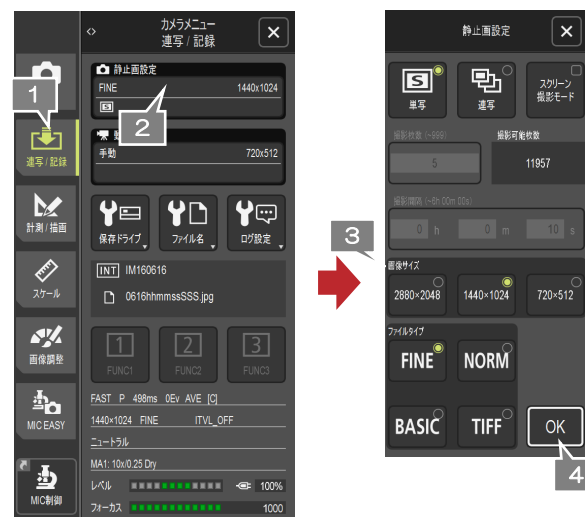 カメラメニュー
連写 / 記録
1
連写 / 記録
計測 / 描画
スケール
画像調整
MIC EASY
MIC制御
静止画設定
FINE 1440x1024
S
2
手動 720x512
保存ドライブ ファイル名 ログ設定
INT IM160616
0616hhmmssSSS.jpg
1 2 3
FUNC1 FUNC2 FUNC3
FAST P 498ms 0Ev AVE [C]
1440×1024 FINE ITVL_OFF
ニュートラル
MA1: 10x/0.25 Dry
レベル 100%
フォーカス 1000
静止画設定
S
単写 連写 スクリーン
撮影モード
撮影枚数 (~999) 撮影可能枚数
5 11957
撮影間隔 (~6h 00m 00s)
0 h 0 m 10 s
3
画像サイズ
2880×2048 1440×1024 720×512
ファイルタイプ
FINE NORM
BASIC TIFF OK
4